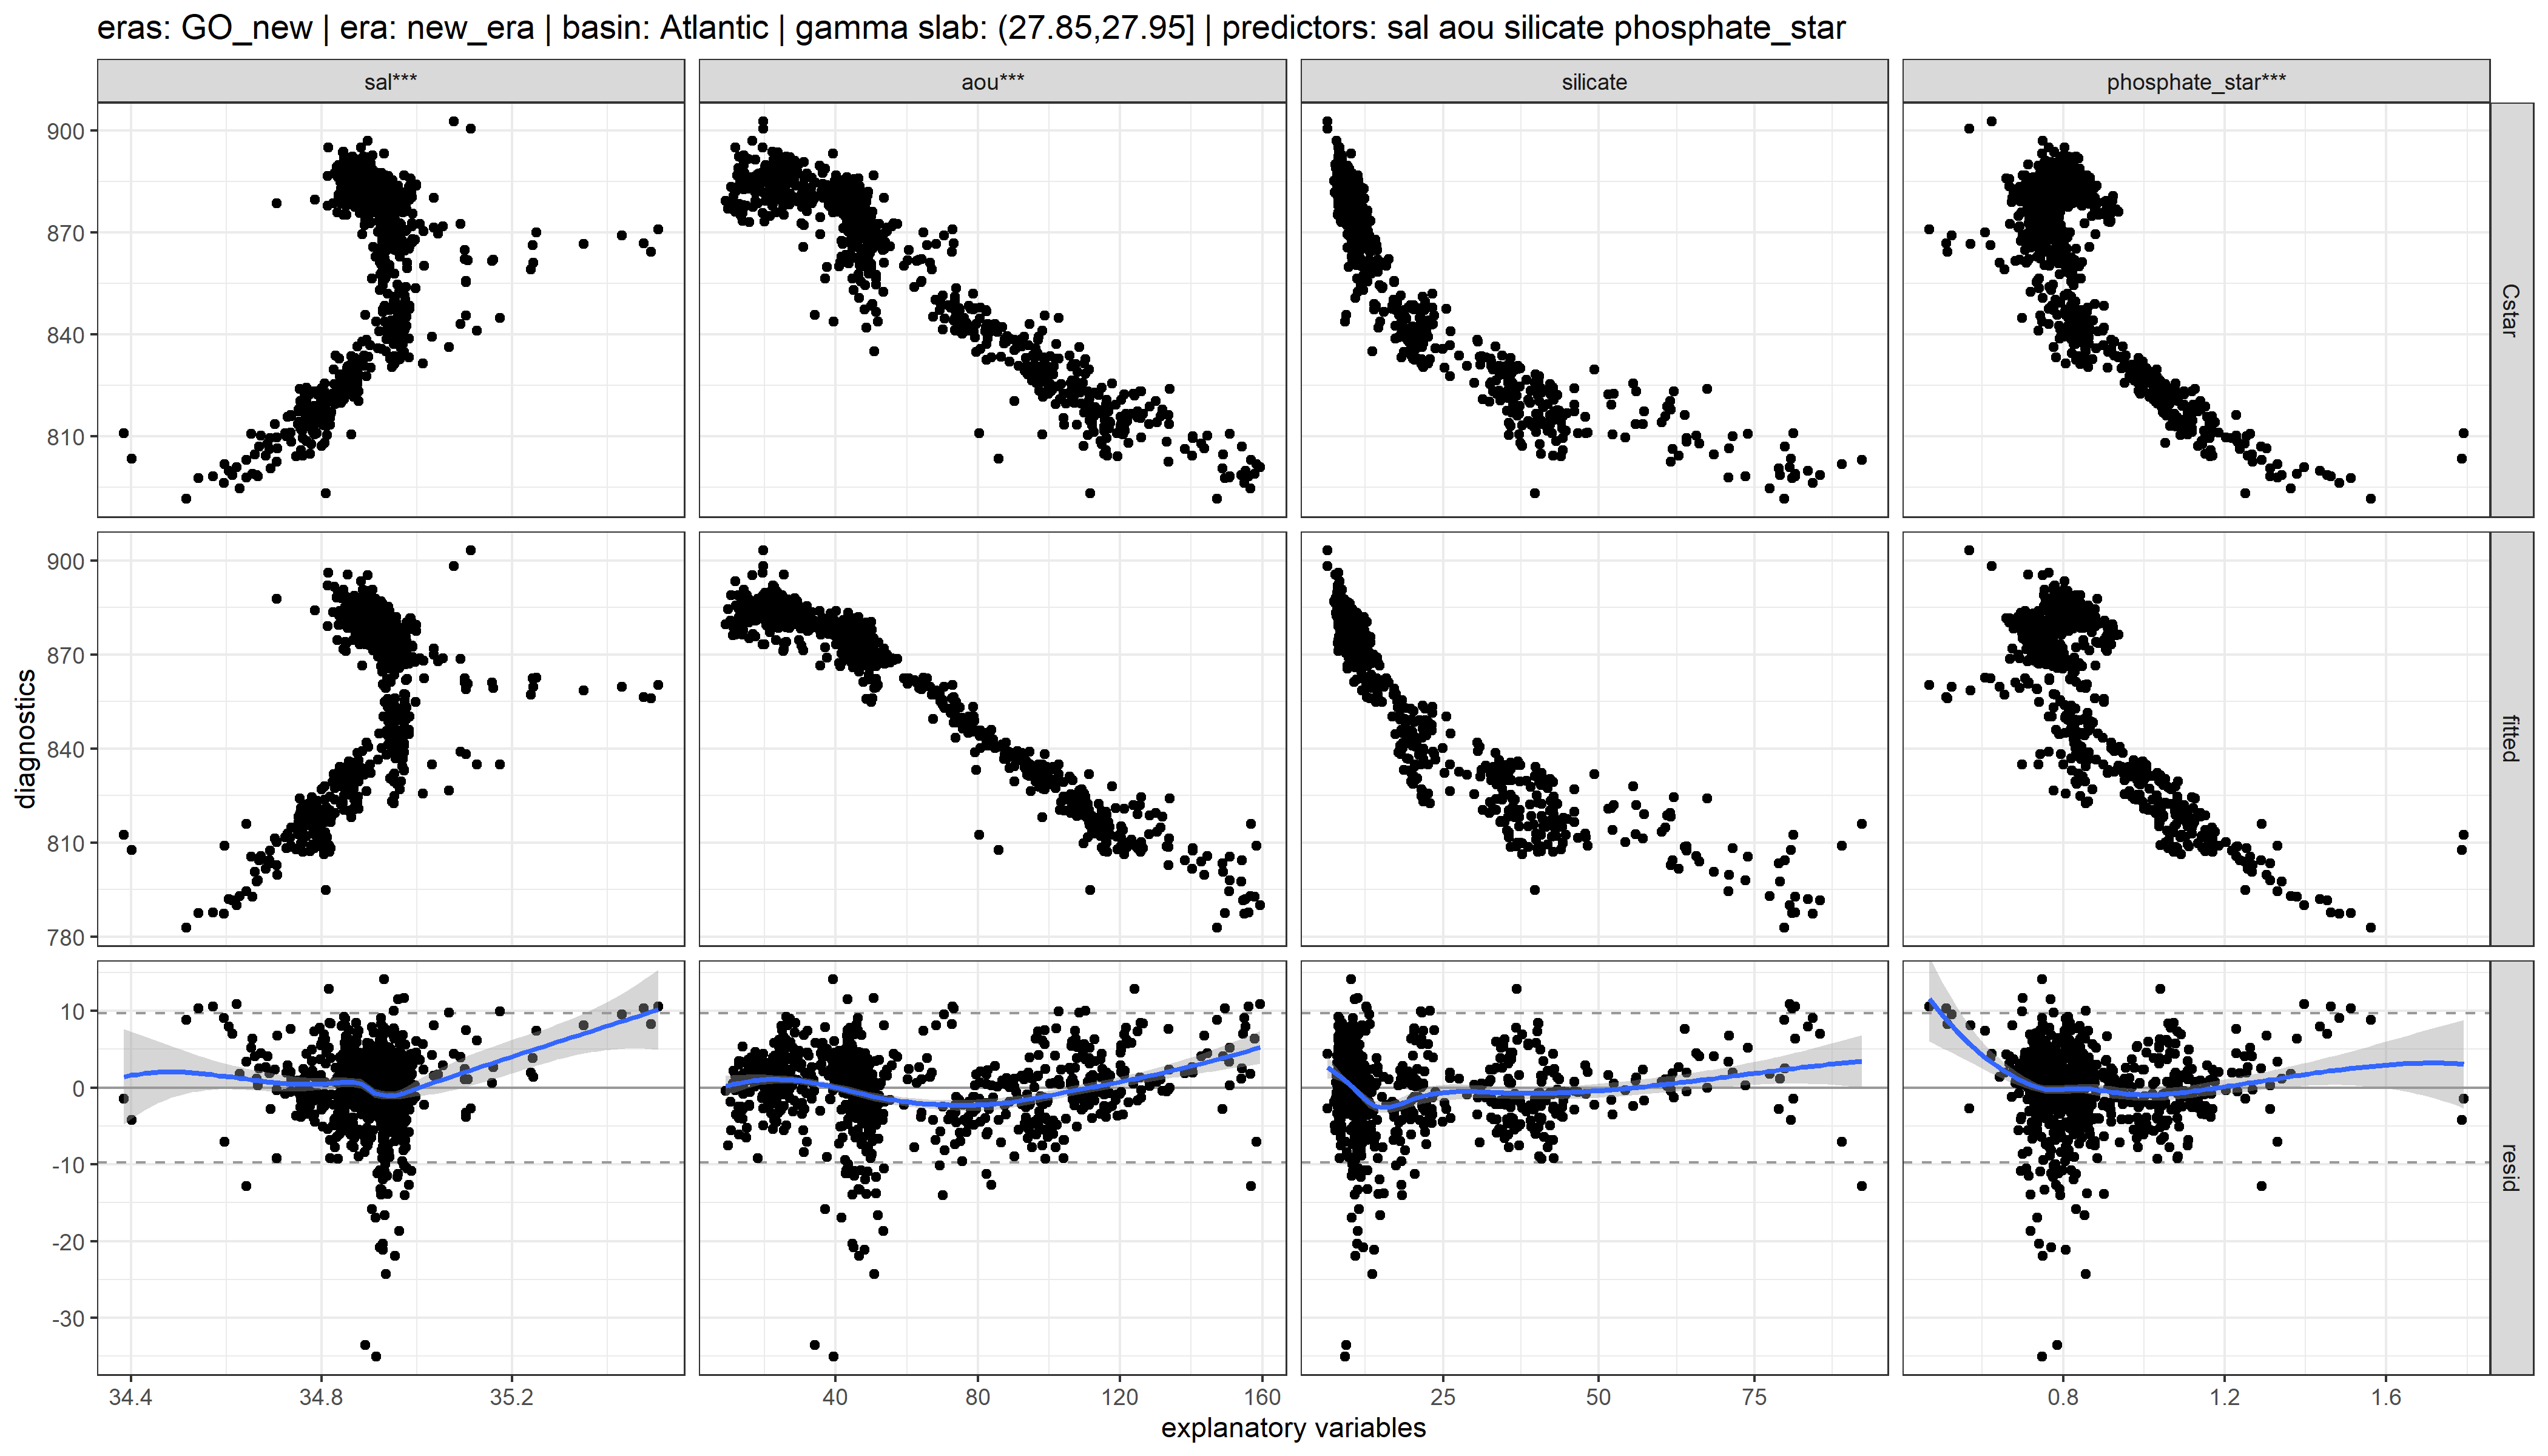 eras: GO_new | era: new_era | basin: Atlantic | gamma slab: (27.85,27.95] | predictors: sal aou silicate phosphate_star
sal*** aou*** silicate phosphate_star***
900
870
840
810
Cstar
900
870
840
810
780
fitted
diagnostics
10
0
-10
-20
-30
resid
34.4 34.8 35.2 40 80 120 160 25 50 75 0.8 1.2 1.6
explanatory variables